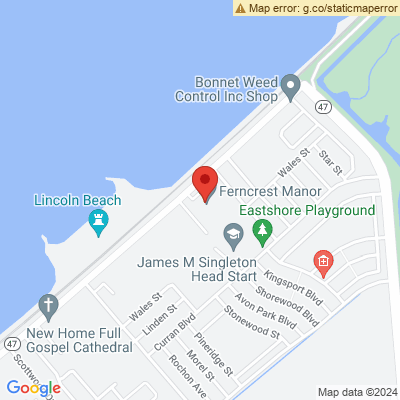 Map error: g.co/staticmaperror
Bonnet Weed
Control Inc Shop
47
Wales St
Star St
Ferncrest Manor
Lincoln Beach
Eastshore Playground
James M Singleton
Head Start
Kingsport Blvd
Shorewood Blvd
Avon Park Blvd
Stonewood St
Wales St
Linden St
Curran Blvd
Pineridge St
Morel St
Rochon Ave
New Home Full
Gospel Cathedral
47
Google
Map data ©2024